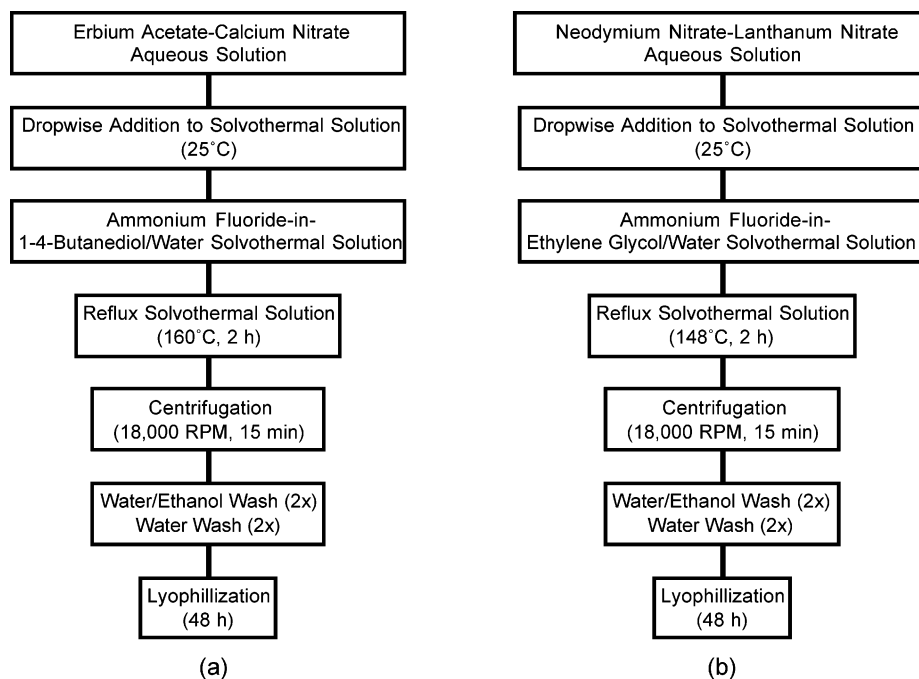 Erbium Acetate-Calcium Nitrate
Aqueous Solution
Dropwise Addition to Solvothermal Solution
(25˚C)
Ammonium Fluoride-in-
1-4-Butanediol/Water Solvothermal Solution
Reflux Solvothermal Solution
(160˚C, 2 h)
Centrifugation
(18,000 RPM, 15 min)
Water/Ethanol Wash (2x)
Water Wash (2x)
Lyophillization
(48 h)
(a)
Neodymium Nitrate-Lanthanum Nitrate
Aqueous Solution
Dropwise Addition to Solvothermal Solution
(25˚C)
Ammonium Fluoride-in-
Ethylene Glycol/Water Solvothermal Solution
Reflux Solvothermal Solution
(148˚C, 2 h)
Centrifugation
(18,000 RPM, 15 min)
Water/Ethanol Wash (2x)
Water Wash (2x)
Lyophillization
(48 h)
(b)